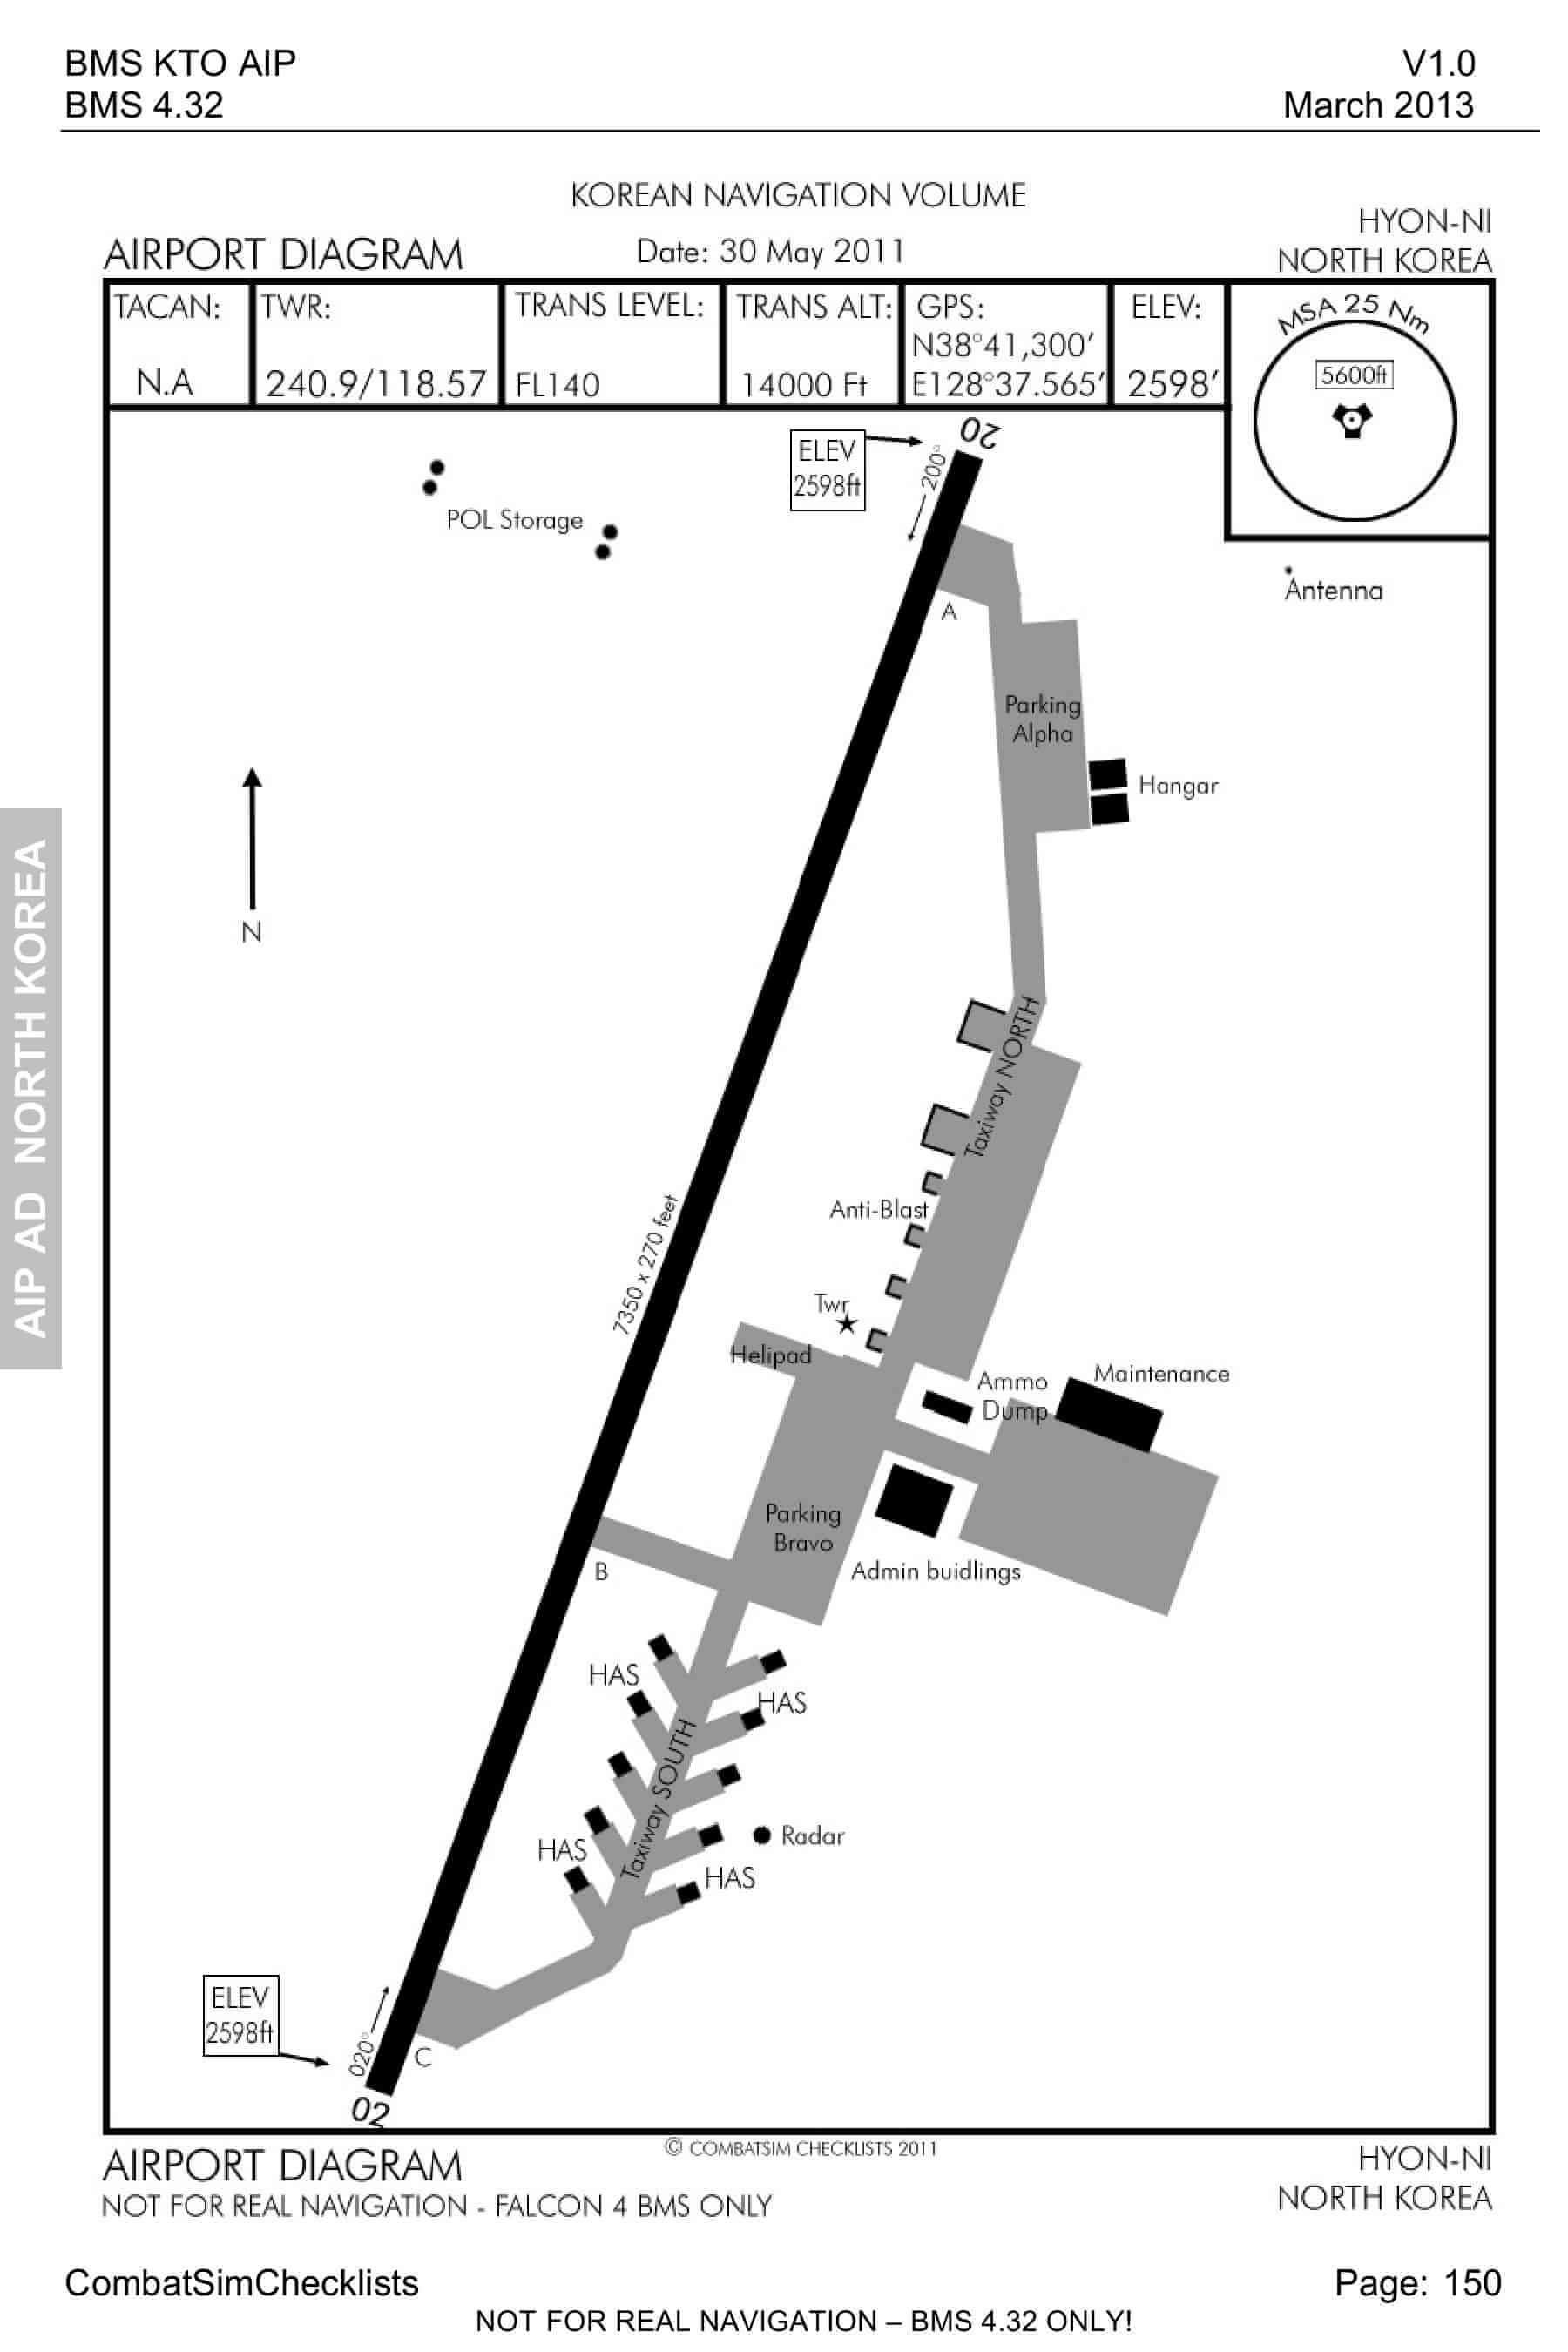 BMS KTO AIP
V1.0
BMS 4.32
March 2013
KOREAN NAVIGATION VOLUME
HYON-NI
AIRPORT DIAGRAM
Date: 30 May 2011
NORTH KOREA
TACAN:
N.A
TWR:
240.9/118.57
TRANS LEVEL:
FL140
TRANS ALT:
14000 Ft
GPS:
N38°41,300′
E128°37.565′
ELEV:
2598′
MSA 25 Nm
5600ft
ELEV
2598ft
20
200°
POL Storage
Antenna
A
Parking
Alpha
Hangar
N
AIP AD NORTH KOREA
Taxiway NORTH
Anti-Blast
7350 x 270 feet
Twr
Helipad
Ammo
Dump
Maintenance
Parking
Bravo
B
Admin buidlings
HAS
HAS
Taxiway SOUTH
Radar
HAS
HAS
ELEV
2598ft
020°
C
02
© COMBATSIM CHECKLISTS 2011
AIRPORT DIAGRAM
HYON-NI
NOT FOR REAL NAVIGATION - FALCON 4 BMS ONLY
NORTH KOREA
CombatSimChecklists
Page: 150
NOT FOR REAL NAVIGATION – BMS 4.32 ONLY!